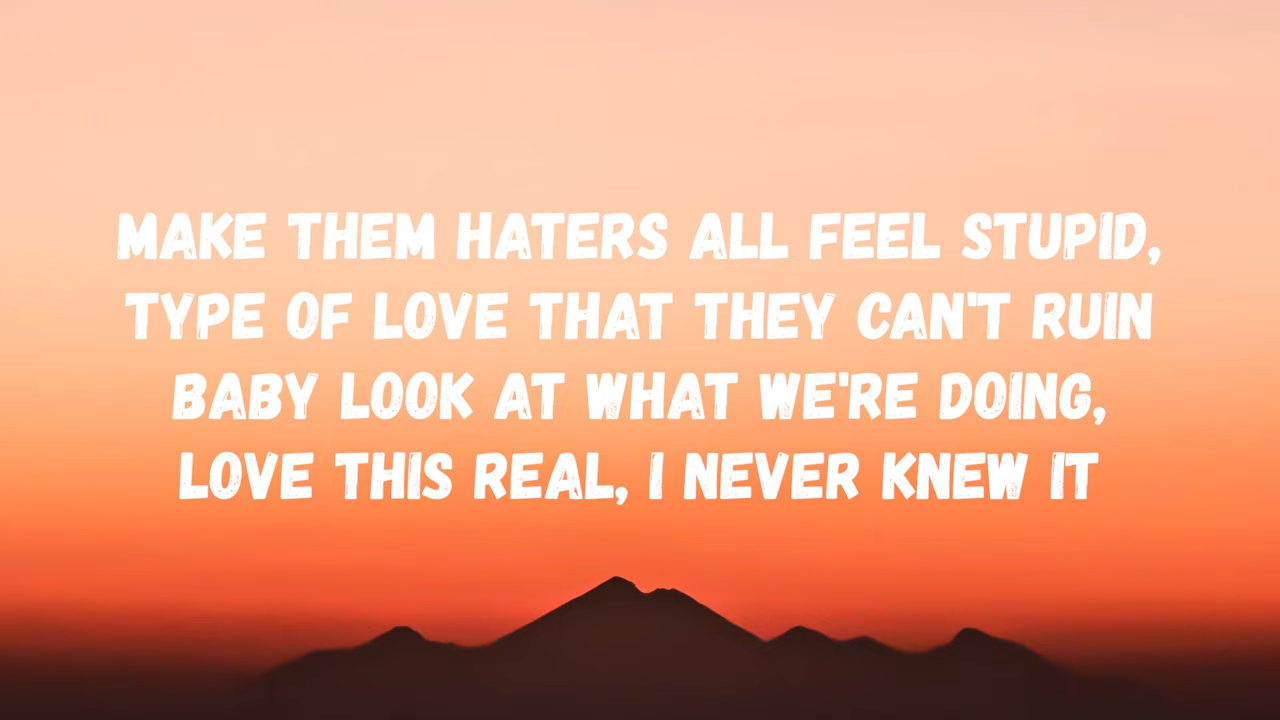 MAKE THEM HATERS ALL FEEL STUPID,
TYPE OF LOVE THAT THEY CAN'T RUIN
BABY LOOK AT WHAT WE'RE DOING,
LOVE THIS REAL, I NEVER KNEW IT